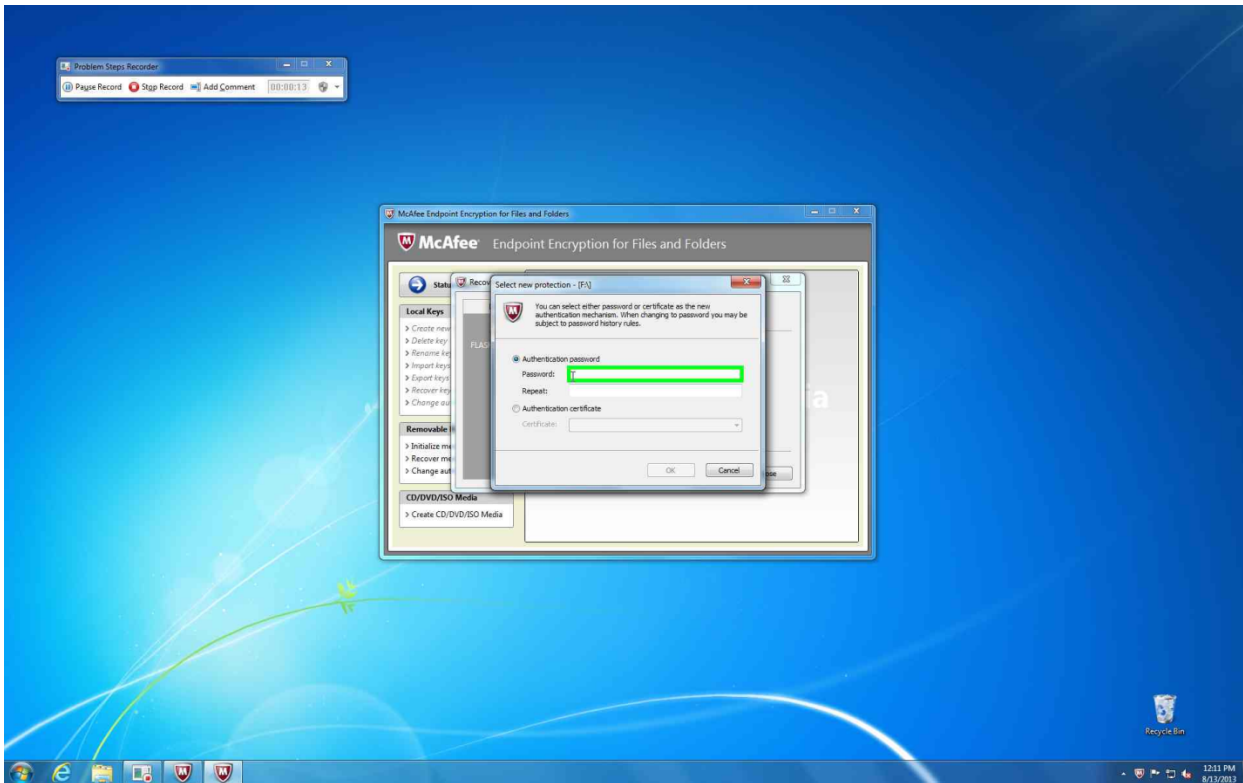 Problem Steps Recorder
Pause Record Stop Record Add Comment 00:00:13
McAfee Endpoint Encryption for Files and Folders
McAfee Endpoint Encryption for Files and Folders
Statu
Recov
Select new protection - [F:\]
You can select either password or certificate as the new
authentication mechanism. When changing to password you may be
subject to password history rules.
Local Keys
> Create new
> Delete key
> Rename key
> Import keys
> Export keys
> Recover key
> Change au
FLAS
Authentication password
Password:
Repeat:
Authentication certificate
Certificate:
OK Cancel
ia
Removable
> Initialize me
> Recover me
> Change aut
CD/DVD/ISO Media
> Create CD/DVD/ISO Media
Recycle Bin
12:11 PM
8/13/2013